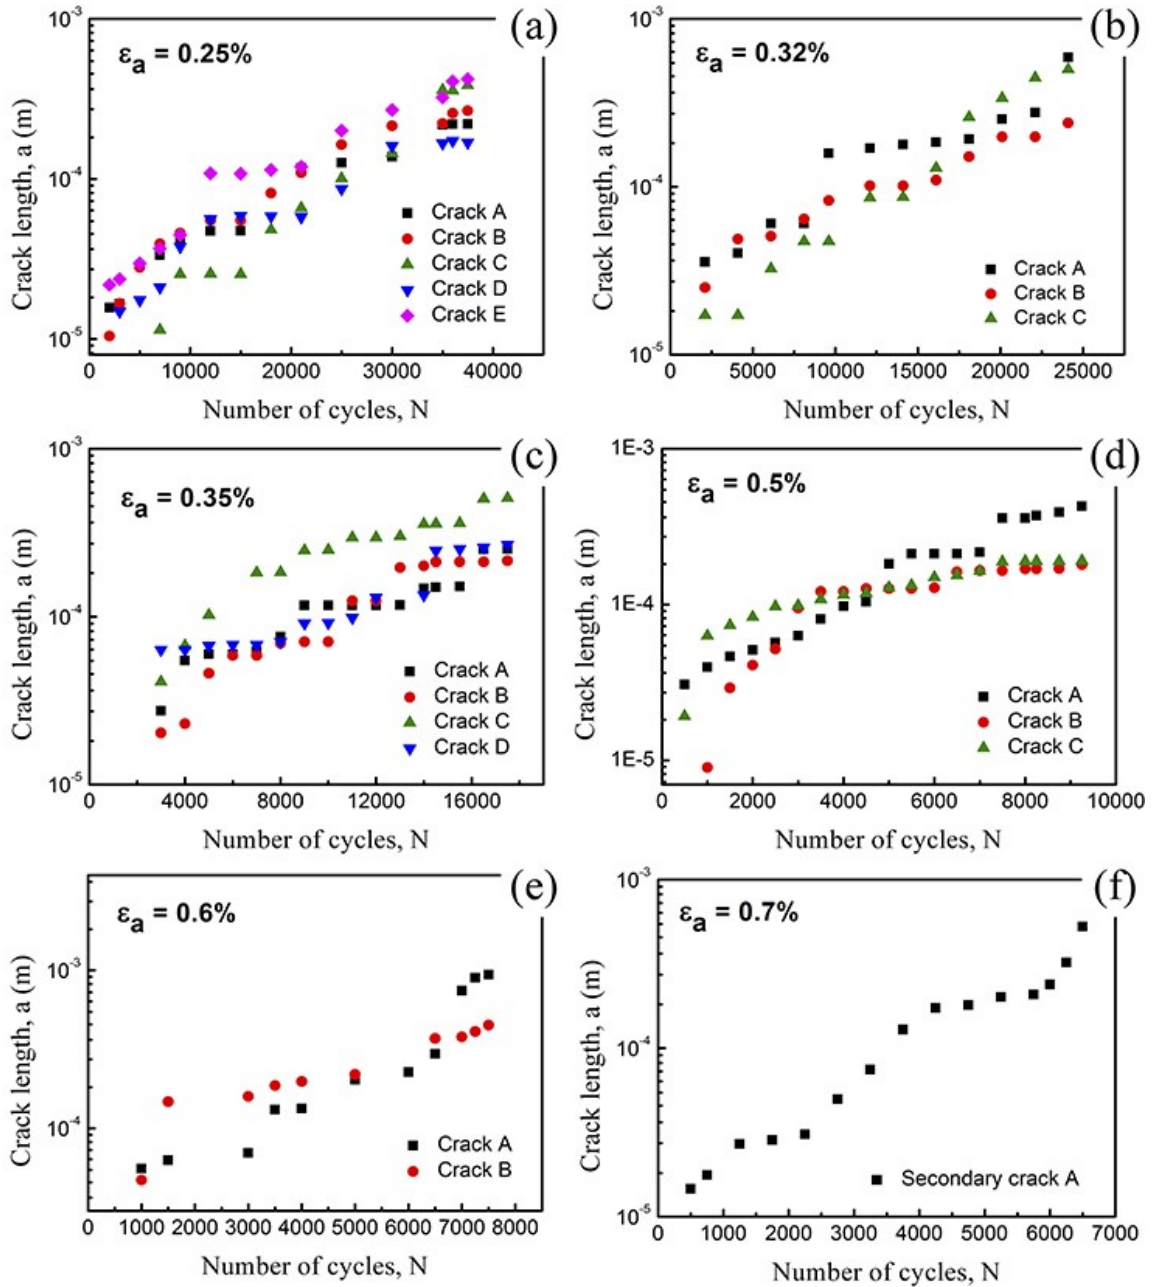 (a)
εa = 0.25%
10-3
10-4
10-5
Crack length, a (m)
Crack A
Crack B
Crack C
Crack D
Crack E
0 10000 20000 30000 40000
Number of cycles, N
(b)
εa = 0.32%
10-3
10-4
10-5
Crack length, a (m)
Crack A
Crack B
Crack C
0 5000 10000 15000 20000 25000
Number of cycles, N
(c)
εa = 0.35%
10-3
10-4
10-5
Crack length, a (m)
Crack A
Crack B
Crack C
Crack D
0 4000 8000 12000 16000
Number of cycles, N
(d)
εa = 0.5%
1E-3
1E-4
1E-5
Crack length, a (m)
Crack A
Crack B
Crack C
0 2000 4000 6000 8000 10000
Number of cycles, N
(e)
εa = 0.6%
10-3
10-4
Crack length, a (m)
Crack A
Crack B
0 1000 2000 3000 4000 5000 6000 7000 8000
Number of cycles, N
(f)
εa = 0.7%
10-3
10-4
10-5
Crack length, a (m)
Secondary crack A
0 1000 2000 3000 4000 5000 6000 7000
Number of cycles, N